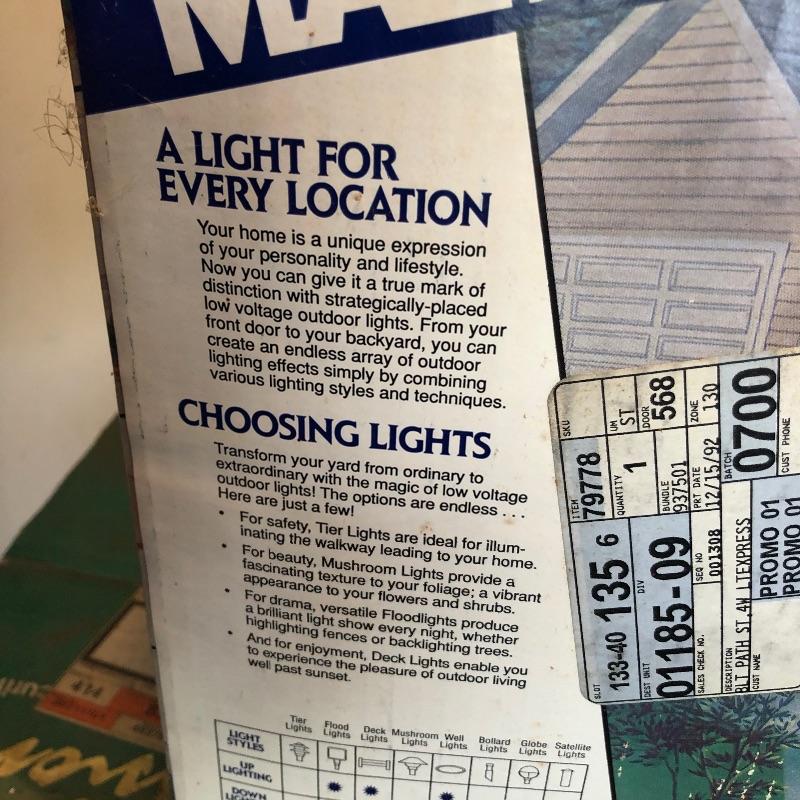 A LIGHT FOR
EVERY LOCATION
Your home is a unique expression
of your personality and lifestyle.
Now you can give it a true mark of
distinction with strategically-placed
low voltage outdoor lights. From your
front door to your backyard, you can
create an endless array of outdoor
lighting effects simply by combining
various lighting styles and techniques.
CHOOSING LIGHTS
Transform your yard from ordinary to
extraordinary with the magic of low voltage
outdoor lights! The options are endless . . .
Here are just a few!
• For safety, Tier Lights are ideal for illum-
inating the walkway leading to your home.
• For beauty, Mushroom Lights provide a
fascinating texture to your foliage; a vibrant
appearance to your flowers and shrubs.
• For drama, versatile Floodlights produce
a brilliant light show every night, whether
highlighting fences or backlighting trees.
• And for enjoyment, Deck Lights enable you
to experience the pleasure of outdoor living
well past sunset.
LIGHT
STYLES
Tier
Lights
Flood
Lights
Deck
Lights
Mushroom
Lights
Well
Lights
Bollard
Lights
Globe
Lights
Satellite
Lights
UP
LIGHTING
DOWN
SLOT
133-40 135 6
ITEM
79778
SKU
QUANTITY
1
UM
ST
DEST UNIT
01185-09
DIV
BUNDLE
937501
DOOR
568
SALES CHECK NO.
SEQ NO
001308
PRT DATE
12/15/92
ZONE
130
DESCRIPTION
BLT PATH ST,4W LTEXPRESS
BATCH
0700
CUST NAME
PROMO 01
PROMO 01
CUST PHONE
414